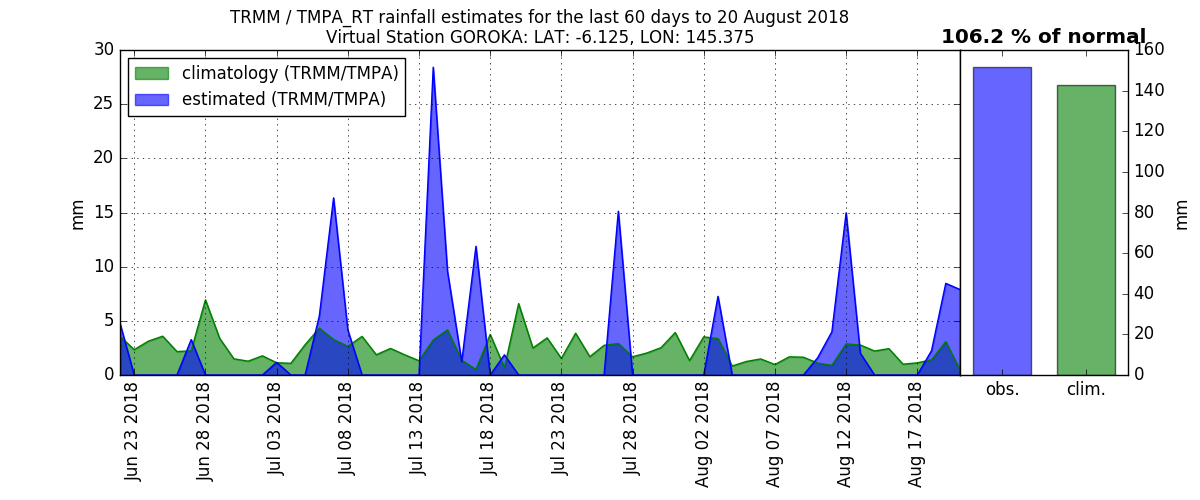 TRMM / TMPA_RT rainfall estimates for the last 60 days to 20 August 2018
Virtual Station GOROKA: LAT: -6.125, LON: 145.375
106.2 % of normal
climatology (TRMM/TMPA)
estimated (TRMM/TMPA)
mm
30
25
20
15
10
5
0
Jun 23 2018
Jun 28 2018
Jul 03 2018
Jul 08 2018
Jul 13 2018
Jul 18 2018
Jul 23 2018
Jul 28 2018
Aug 02 2018
Aug 07 2018
Aug 12 2018
Aug 17 2018
obs.
clim.
160
140
120
100
80
60
40
20
0
mm